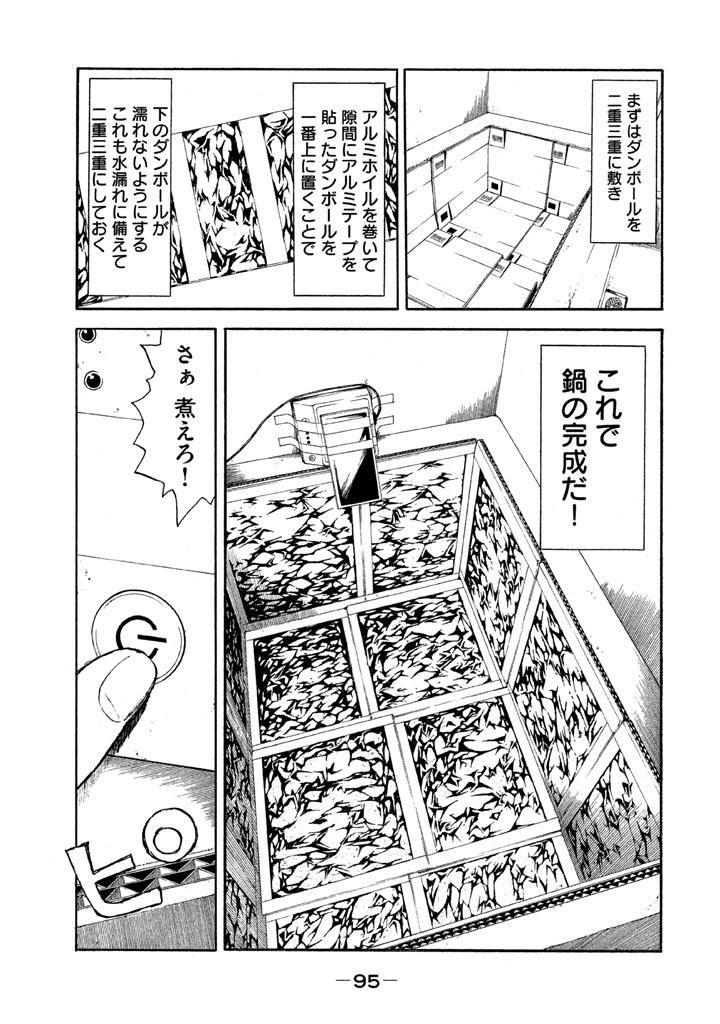 まずはダンボールを
二重三重に敷き
アルミホイルを巻いて
隙間にアルミテープを
貼ったダンボールを
一番上に置くことで
下のダンボールが
濡れないようにする
これも水漏れに備えて
二重三重にしておく
これで
鍋の完成だ!
さぁ 煮えろ!
ピ
—95—